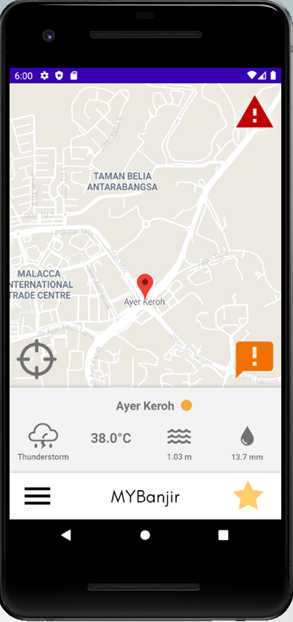 6:00
TAMAN BELIA
ANTARABANGSA
MALACCA
INTERNATIONAL
TRADE CENTRE
Ayer Keroh
Ayer Keroh
38.0°C
Thunderstorm
1.03 m
13.7 mm
MYBanjir